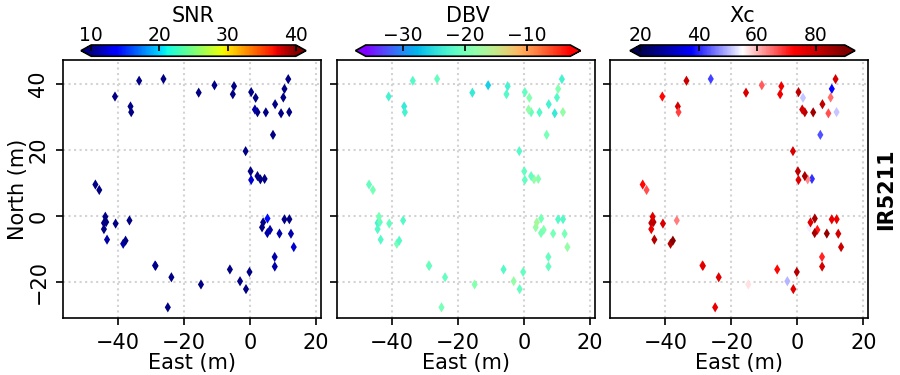 SNR DBV Xc
10 20 30 40 −30 −20 −10 20 40 60 80
40
20
0
−20
North (m)
IR5211
−40 −20 0 20 −40 −20 0 20 −40 −20 0 20
East (m) East (m) East (m)